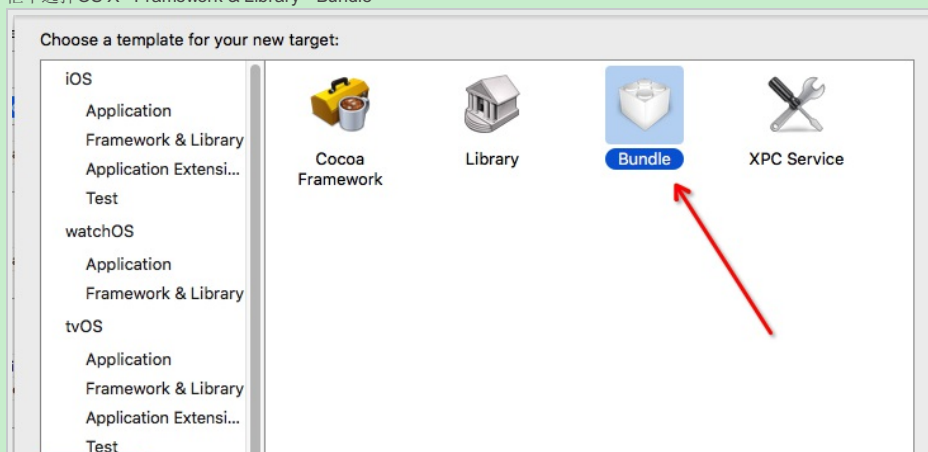 Choose a template for your new target:
iOS
Application
Framework & Library
Application Extensi...
Test
watchOS
Application
Framework & Library
tvOS
Application
Framework & Library
Application Extensi...
Test
Cocoa
Framework
Library
Bundle
XPC Service